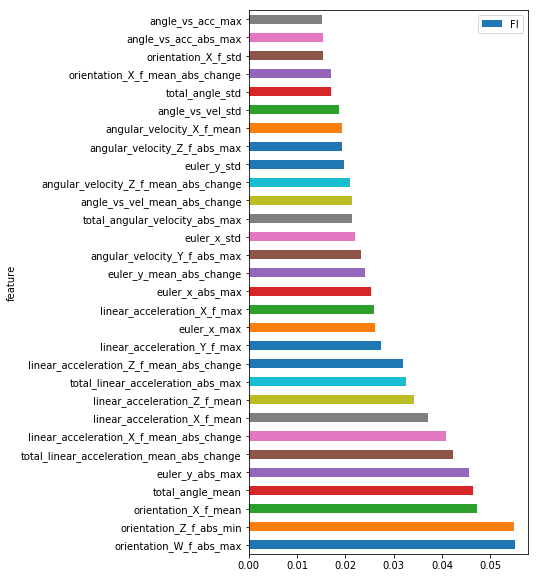 FI
angle_vs_acc_max
angle_vs_acc_abs_max
orientation_X_f_std
orientation_X_f_mean_abs_change
total_angle_std
angle_vs_vel_std
angular_velocity_X_f_mean
angular_velocity_Z_f_abs_max
euler_y_std
angular_velocity_Z_f_mean_abs_change
angle_vs_vel_mean_abs_change
total_angular_velocity_abs_max
euler_x_std
angular_velocity_Y_f_abs_max
euler_y_mean_abs_change
euler_x_abs_max
linear_acceleration_X_f_max
euler_x_max
linear_acceleration_Y_f_max
linear_acceleration_Z_f_mean_abs_change
total_linear_acceleration_abs_max
linear_acceleration_Z_f_mean
linear_acceleration_X_f_mean
linear_acceleration_X_f_mean_abs_change
total_linear_acceleration_mean_abs_change
euler_y_abs_max
total_angle_mean
orientation_X_f_mean
orientation_Z_f_abs_min
orientation_W_f_abs_max
feature
0.00 0.01 0.02 0.03 0.04 0.05